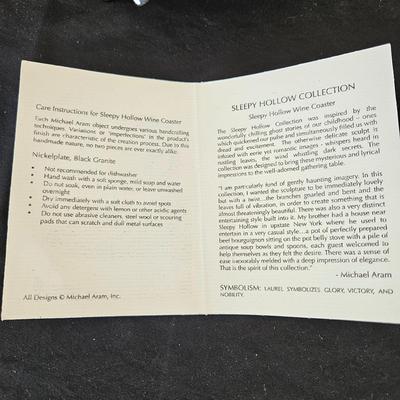 Care Instructions for Sleepy Hollow Wine Coaster
Each Michael Aram object undergoes various handcrafting
techniques. Variations or "imperfections" in the product's
finish are characteristic of the creation process. Due to this
handmade nature, no two pieces are ever exactly alike.
Nickelplate, Black Granite
• Not recommended for dishwasher
• Hand wash with a soft sponge, mild soap and water
• Do not soak, even in plain water, or leave unwashed
overnight
• Dry immediately with a soft cloth to avoid spots
• Avoid any detergents with lemon or other acidic agents
• Do not use abrasive cleaners, steel wool or scouring
pads that can scratch and dull metal surfaces
All Designs © Michael Aram, Inc.
SLEEPY HOLLOW COLLECTION
Sleepy Hollow Wine Coaster
The Sleepy Hollow Collection was inspired by the
wonderfully chilling ghost stories of our childhood – ones
which quickened our pulse and simultaneously filled us with
dread and excitement. The otherwise delicate sculpt is
infused with eerie yet romantic images - whispers heard in
rustling leaves, the wind whistling dark secrets. The
collection was designed to bring these mysterious and lyrical
impressions to the well-adorned gathering table.
"I am particularly fond of gently haunting imagery. In this
collection, I wanted the sculpture to be immediately lovely
but with a twist...the branches gnarled and bent and the
leaves full of vibration, in order to create something that is
almost threateningly beautiful. There was also a very distinct
entertaining style built into it. My brother had a house near
Sleepy Hollow in upstate New York where he used to
entertain in a very casual style...a pot of perfectly prepared
beef bourguignon sitting on the pot belly stove with a pile of
antique soup bowls and spoons, each guest welcomed to
help themselves as they felt the desire. There was a sense of
ease inexorably melded with a deep impression of elegance.
That is the spirit of this collection."
- Michael Aram
SYMBOLISM: LAUREL SYMBOLIZES GLORY, VICTORY, AND
NOBILITY.